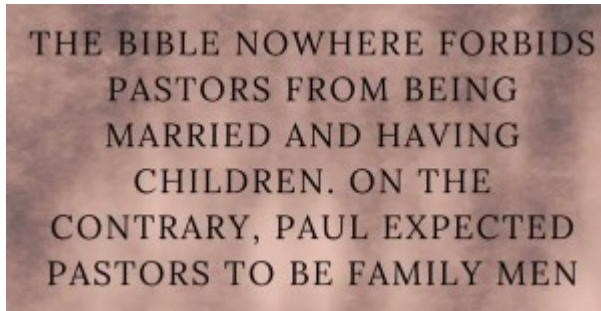 THE BIBLE NOWHERE FORBIDS
PASTORS FROM BEING
MARRIED AND HAVING
CHILDREN. ON THE
CONTRARY, PAUL EXPECTED
PASTORS TO BE FAMILY MEN